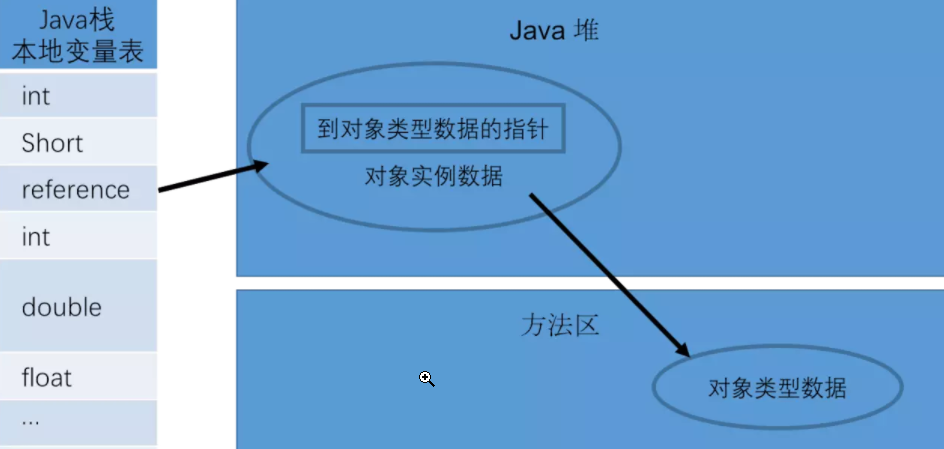 Java栈
本地变量表
int
Short
reference
int
double
float
...
Java 堆
到对象类型数据的指针
对象实例数据
方法区
对象类型数据